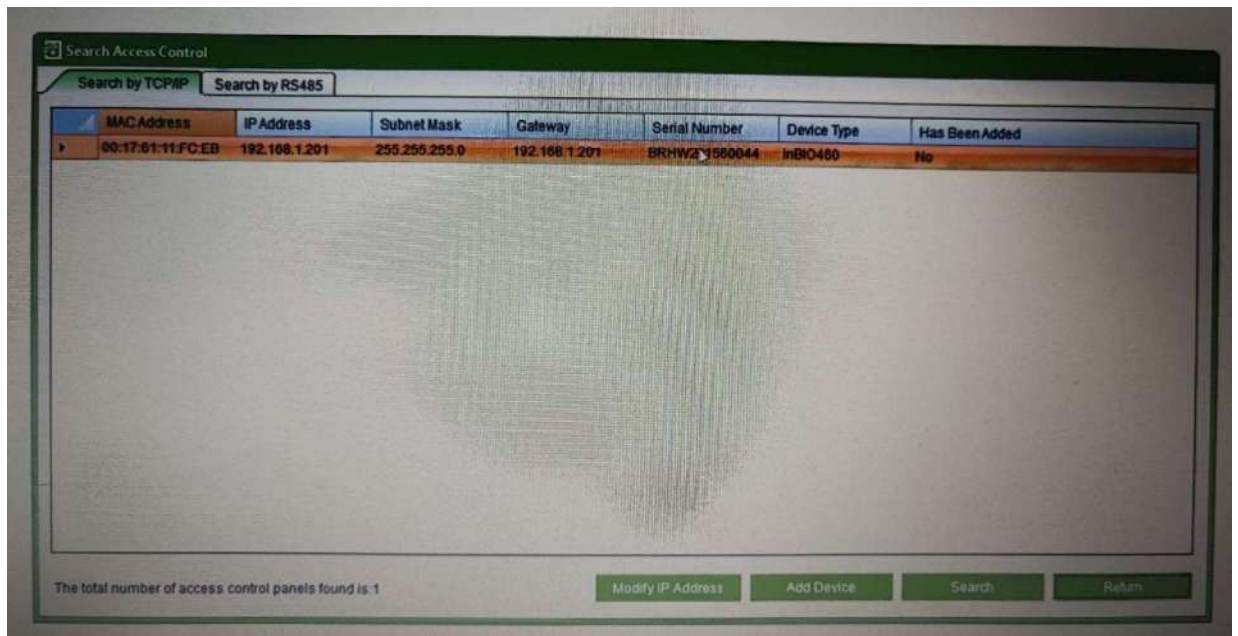 Search Access Control
Search by TCP/IP Search by RS485
MAC Address IP Address Subnet Mask Gateway Serial Number Device Type Has Been Added
00:17:61:11:FC:EB 192.168.1.201 255.255.255.0 192.168.1.201 inBIO460 No
The total number of access control panels found is:1
Modify IP Address Add Device Search Return